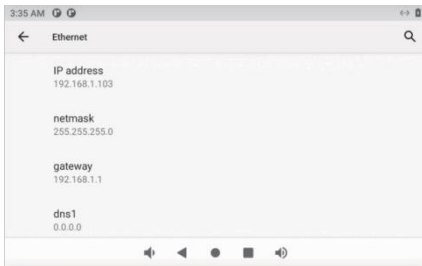 3:35 AM
Ethernet
IP address
192.168.1.103
netmask
255.255.255.0
gateway
192.168.1.1
dns1
0.0.0.0